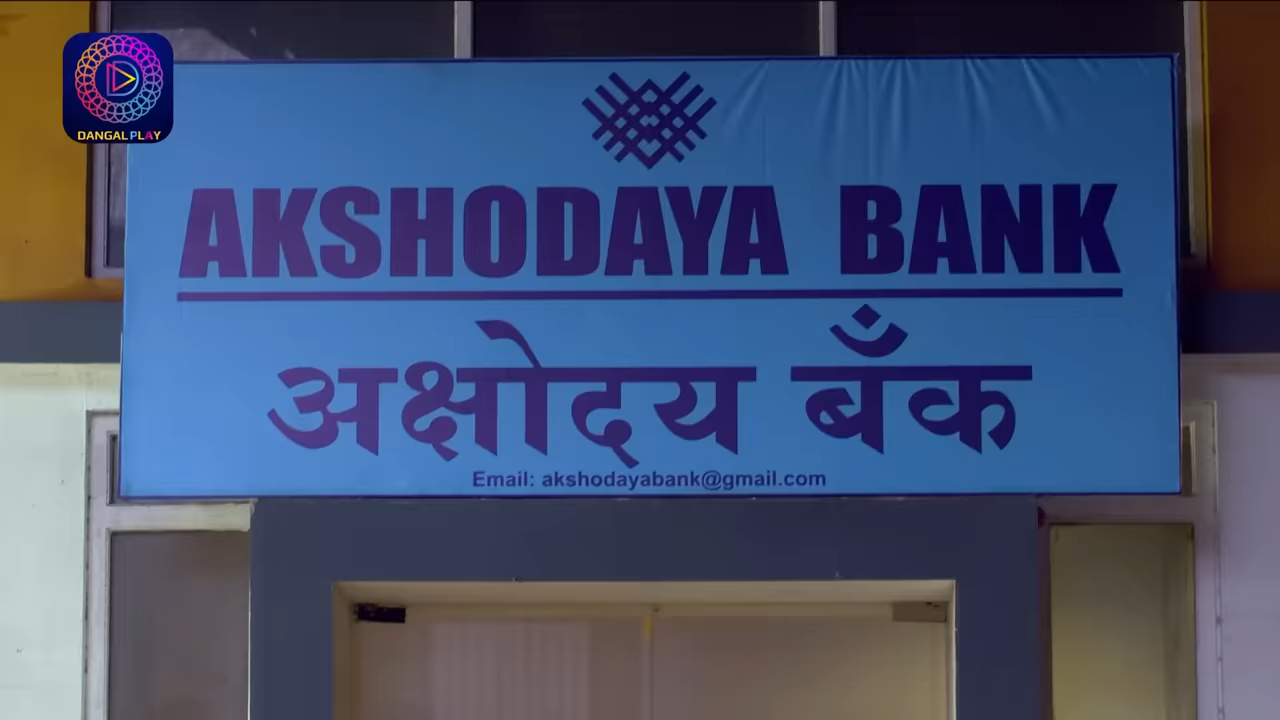 DANGAL PLAY
AKSHODAYA BANK
अक्षोदय बँक
Email: akshodayabank@gmail.com